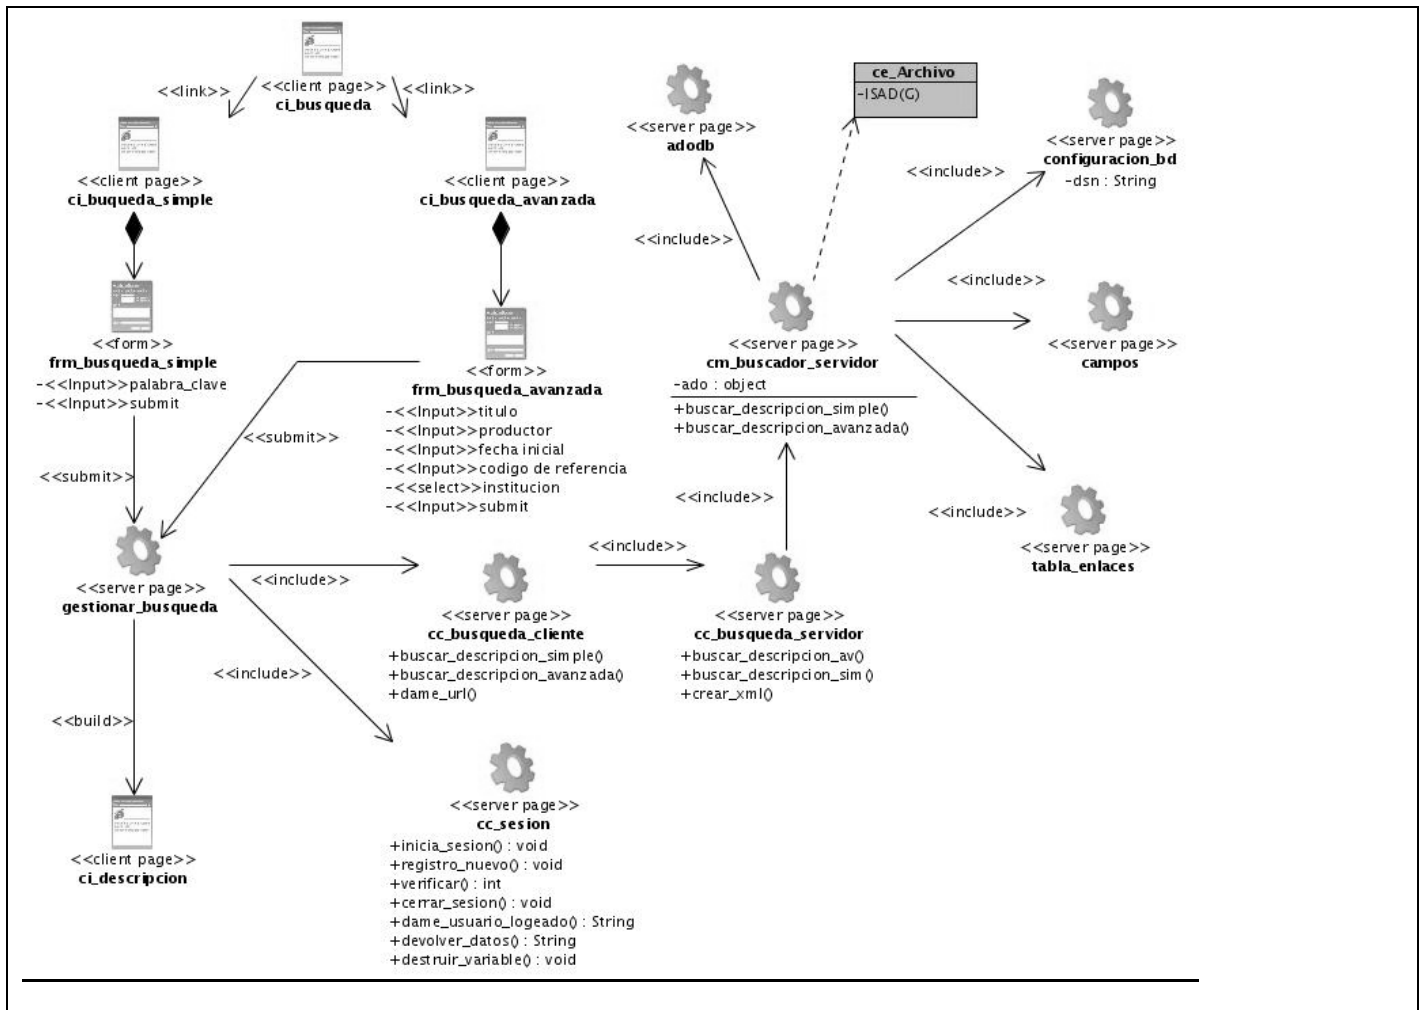 <<client page>>
ci_busqueda
<<link>>
<<link>>
<<client page>>
ci_buqueda_simple
<<client page>>
ci_busqueda_avanzada
<<form>>
frm_busqueda_simple
-<<Input>>palabra_clave
-<<Input>>submit
<<form>>
frm_busqueda_avanzada
-<<Input>>titulo
-<<Input>>productor
-<<Input>>fecha inicial
-<<Input>>codigo de referencia
-<<select>>institucion
-<<Input>>submit
<<submit>>
<<submit>>
<<server page>>
gestionar_busqueda
<<include>>
<<include>>
<<build>>
<<client page>>
ci_descripcion
<<server page>>
cc_busqueda_cliente
+buscar_descripcion_simple()
+buscar_descripcion_avanzada()
+dame_url()
<<include>>
<<server page>>
cc_busqueda_servidor
+buscar_descripcion_av()
+buscar_descripcion_sim()
+crear_xml()
<<include>>
<<server page>>
cc_sesion
+inicia_sesion() : void
+registro_nuevo() : void
+verificar() : int
+cerrar_sesion() : void
+dame_usuario_logeado() : String
+devolver_datos() : String
+destruir_variable() : void
<<server page>>
adodb
<<include>>
ce_Archivo
-ISAD(G)
<<server page>>
configuracion_bd
-dsn : String
<<include>>
<<server page>>
cm_buscador_servidor
-ado : object
+buscar_descripcion_simple()
+buscar_descripcion_avanzada()
<<include>>
<<server page>>
campos
<<include>>
<<server page>>
tabla_enlaces